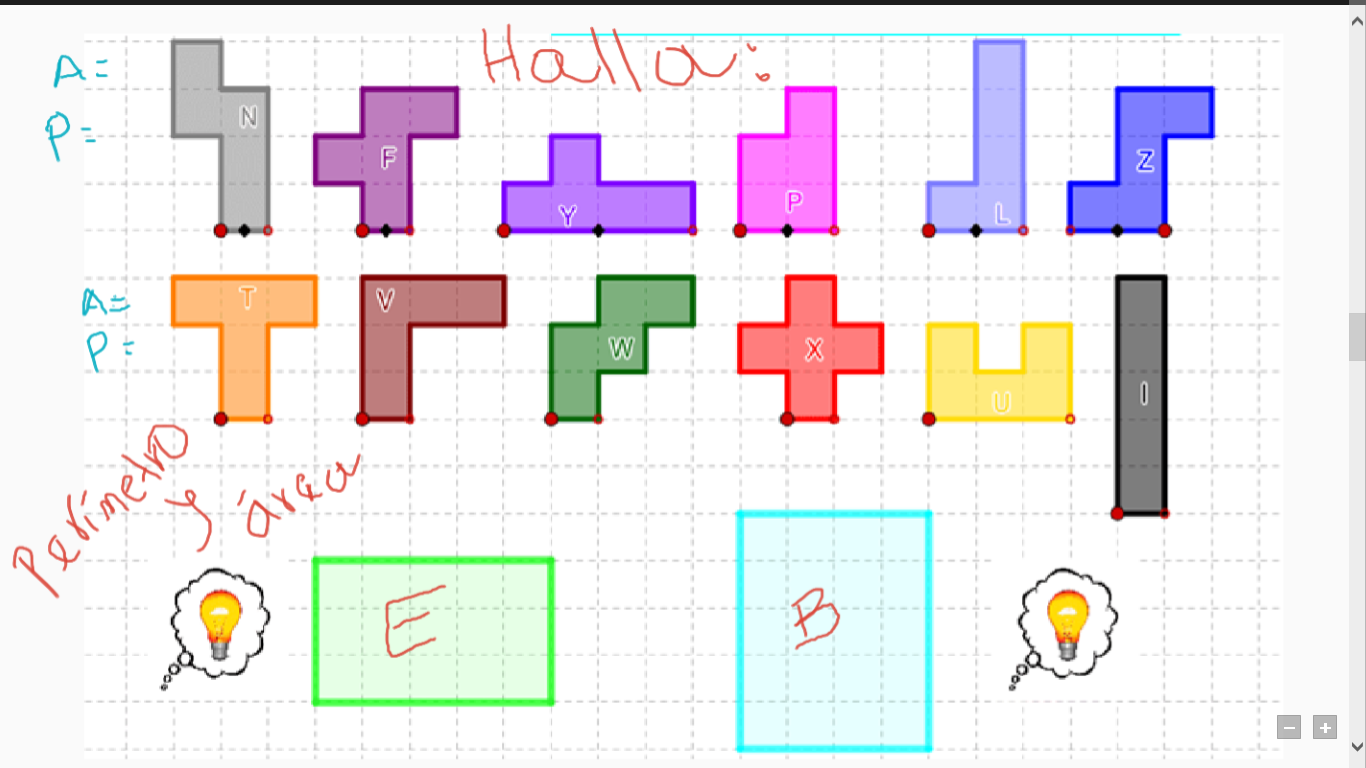 Halla:
A=
P=
N
F
Y
P
L
Z
A=
P=
T
V
W
X
U
I
Perímetro
y área
E
B